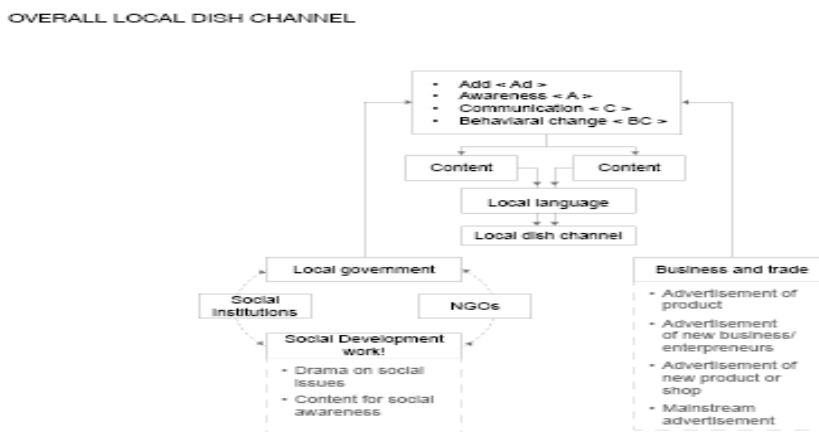 OVERALL LOCAL DISH CHANNEL
• Add < Ad >
• Awareness < A >
• Communication < C >
• Behaviaral change < BC >
Content
Content
Local language
Local dish channel
Local government
Business and trade
Social
Institutions
NGOs
Social Development
work!
• Drama on social
issues
• Content for social
awareness
• Advertisement of
product
• Advertisement
of new business/
enterpreneurs
• Advertisement of
new product or
shop
• Mainstream
advertisement